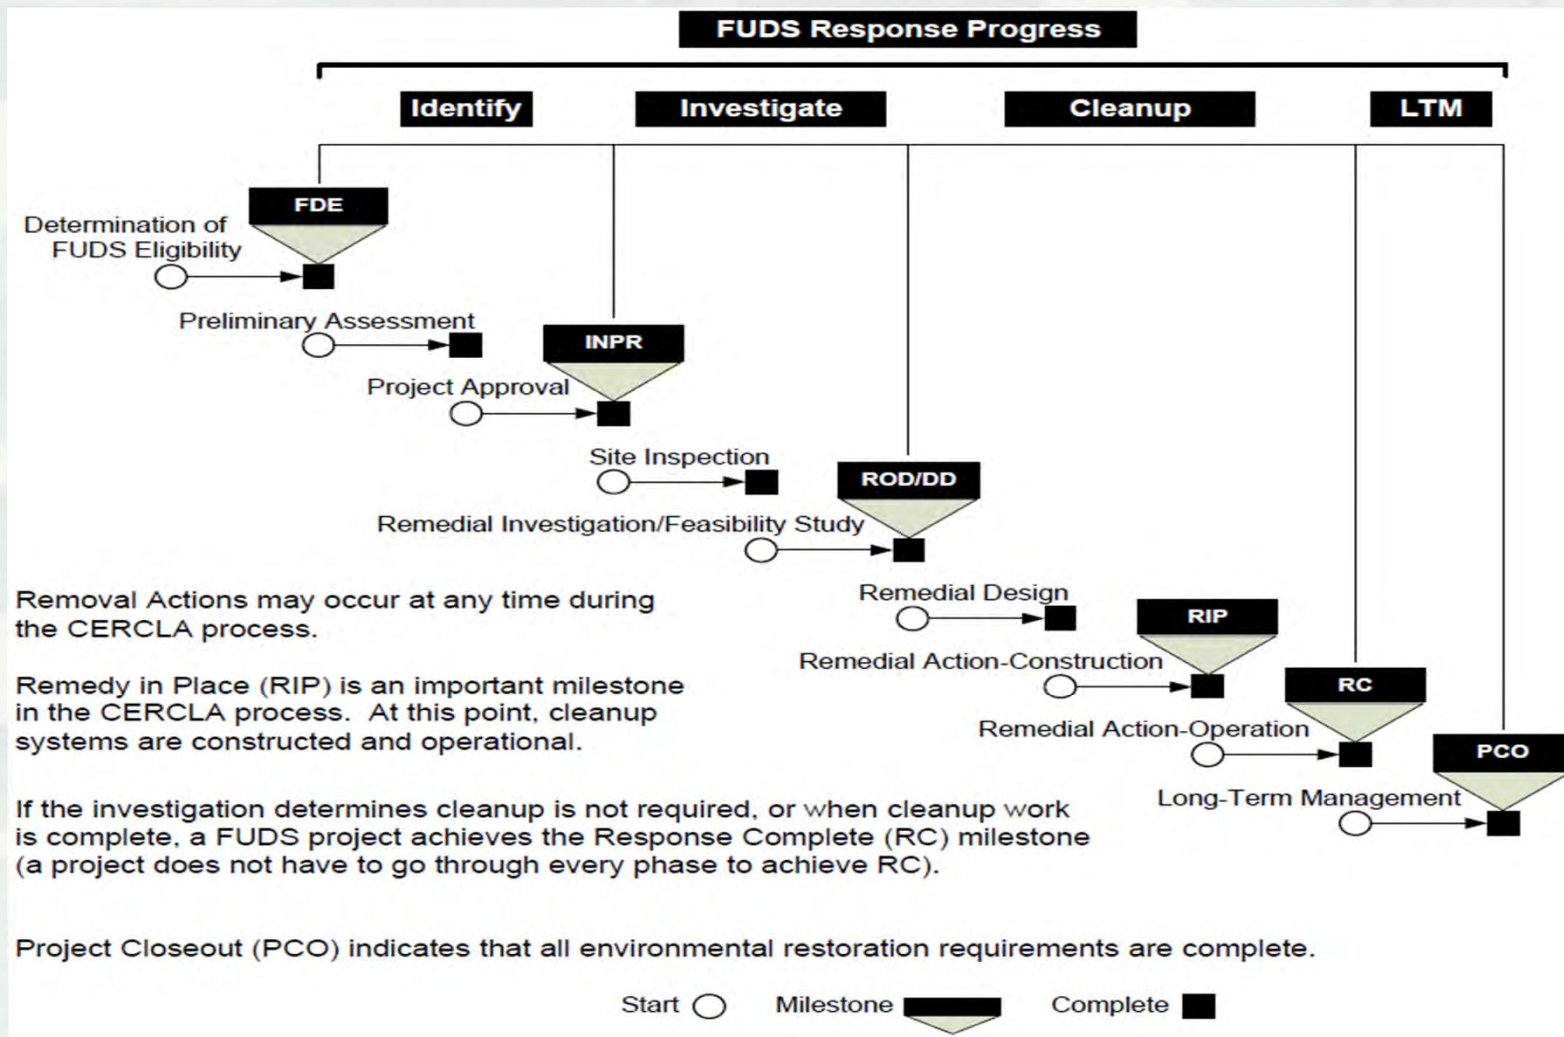 FUDS Response Progress
Identify
Investigate
Cleanup
LTM
FDE
Determination of
FUDS Eligibility
Preliminary Assessment
INPR
Project Approval
Site Inspection
ROD/DD
Remedial Investigation/Feasibility Study
Remedial Design
RIP
Remedial Action-Construction
RC
Remedial Action-Operation
PCO
Long-Term Management
Removal Actions may occur at any time during
the CERCLA process.
Remedy in Place (RIP) is an important milestone
in the CERCLA process.  At this point, cleanup
systems are constructed and operational.
If the investigation determines cleanup is not required, or when cleanup work
is complete, a FUDS project achieves the Response Complete (RC) milestone
(a project does not have to go through every phase to achieve RC).
Project Closeout (PCO) indicates that all environmental restoration requirements are complete.
Start
Milestone
Complete